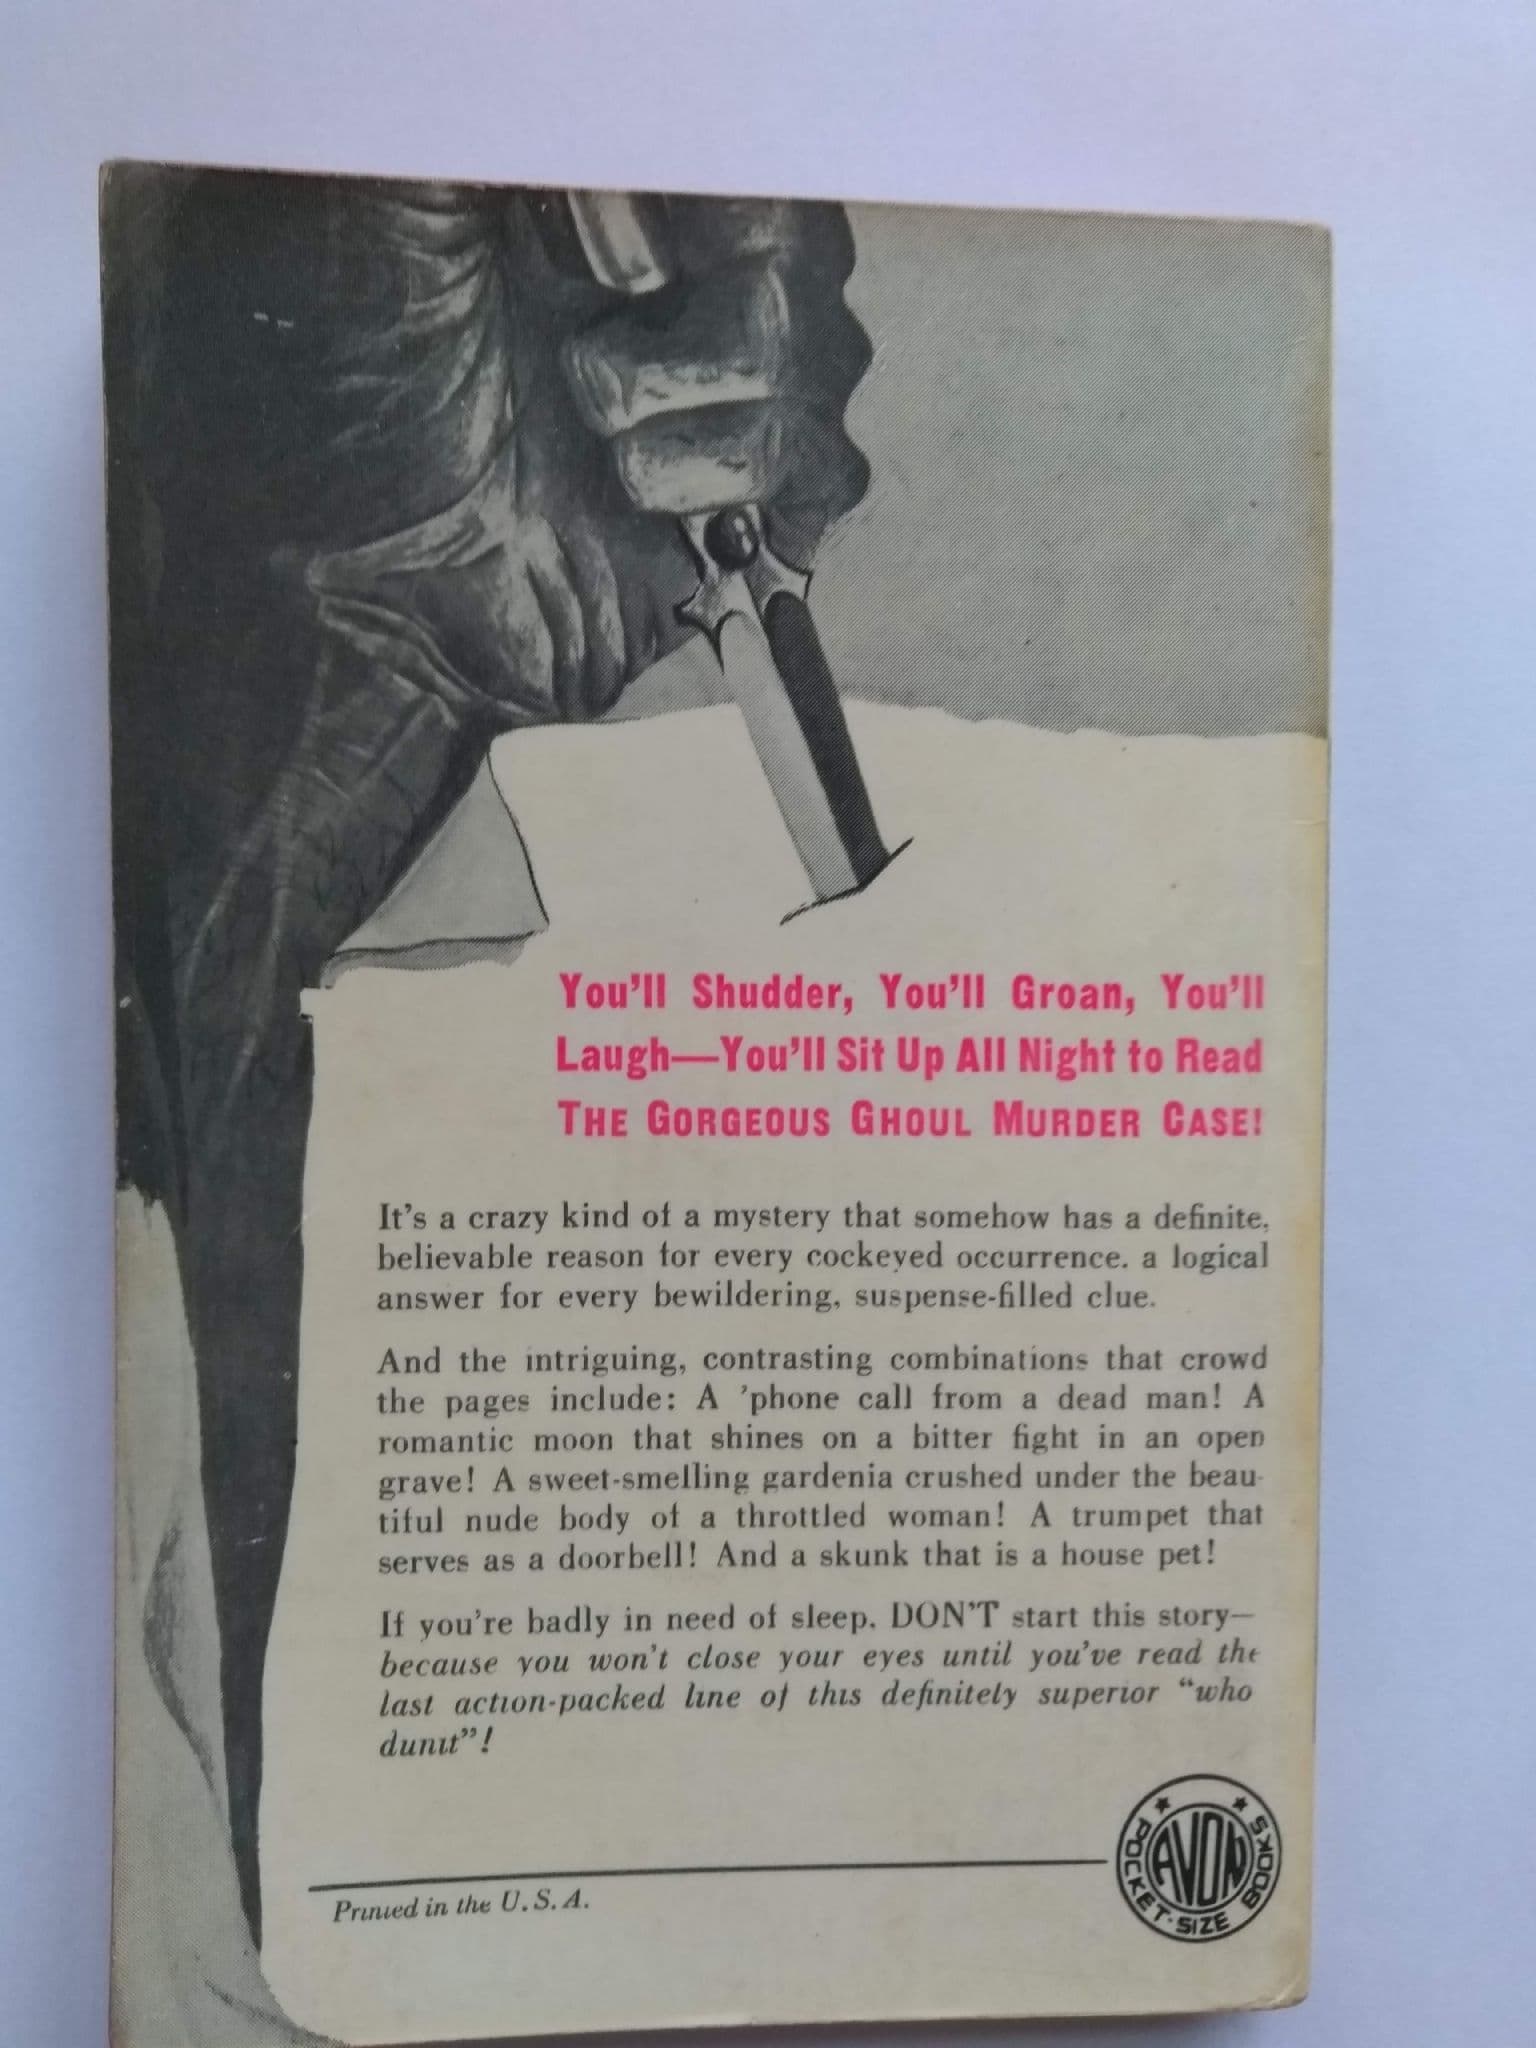 You'll Shudder, You'll Groan, You'll
Laugh—You'll Sit Up All Night to Read
THE GORGEOUS GHOUL MURDER CASE!
It's a crazy kind of a mystery that somehow has a definite,
believable reason for every cockeyed occurrence. a logical
answer for every bewildering, suspense-filled clue.
And the intriguing, contrasting combinations that crowd
the pages include: A 'phone call from a dead man! A
romantic moon that shines on a bitter fight in an open
grave! A sweet-smelling gardenia crushed under the beau-
tiful nude body of a throttled woman! A trumpet that
serves as a doorbell! And a skunk that is a house pet!
If you're badly in need of sleep, DON'T start this story—
because you won't close your eyes until you've read the
last action-packed line of this definitely superior "who
dunit"!
AVON
POCKET-SIZE BOOKS
Printed in the U.S.A.